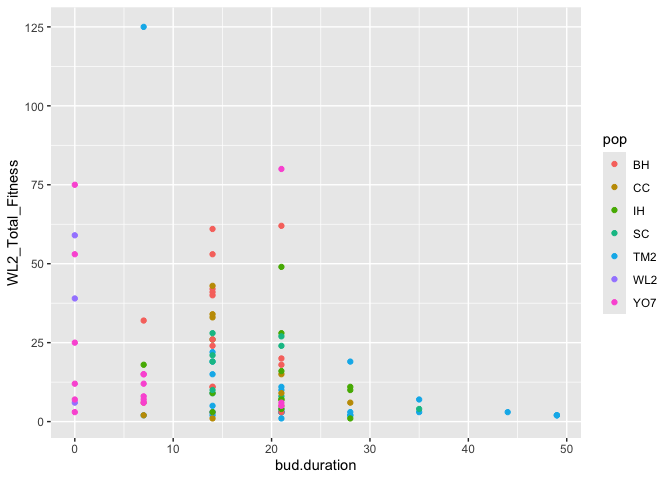 125
100
75
50
25
0
WL2_Total_Fitness
0 10 20 30 40 50
bud.duration
pop
BH
CC
IH
SC
TM2
WL2
YO7